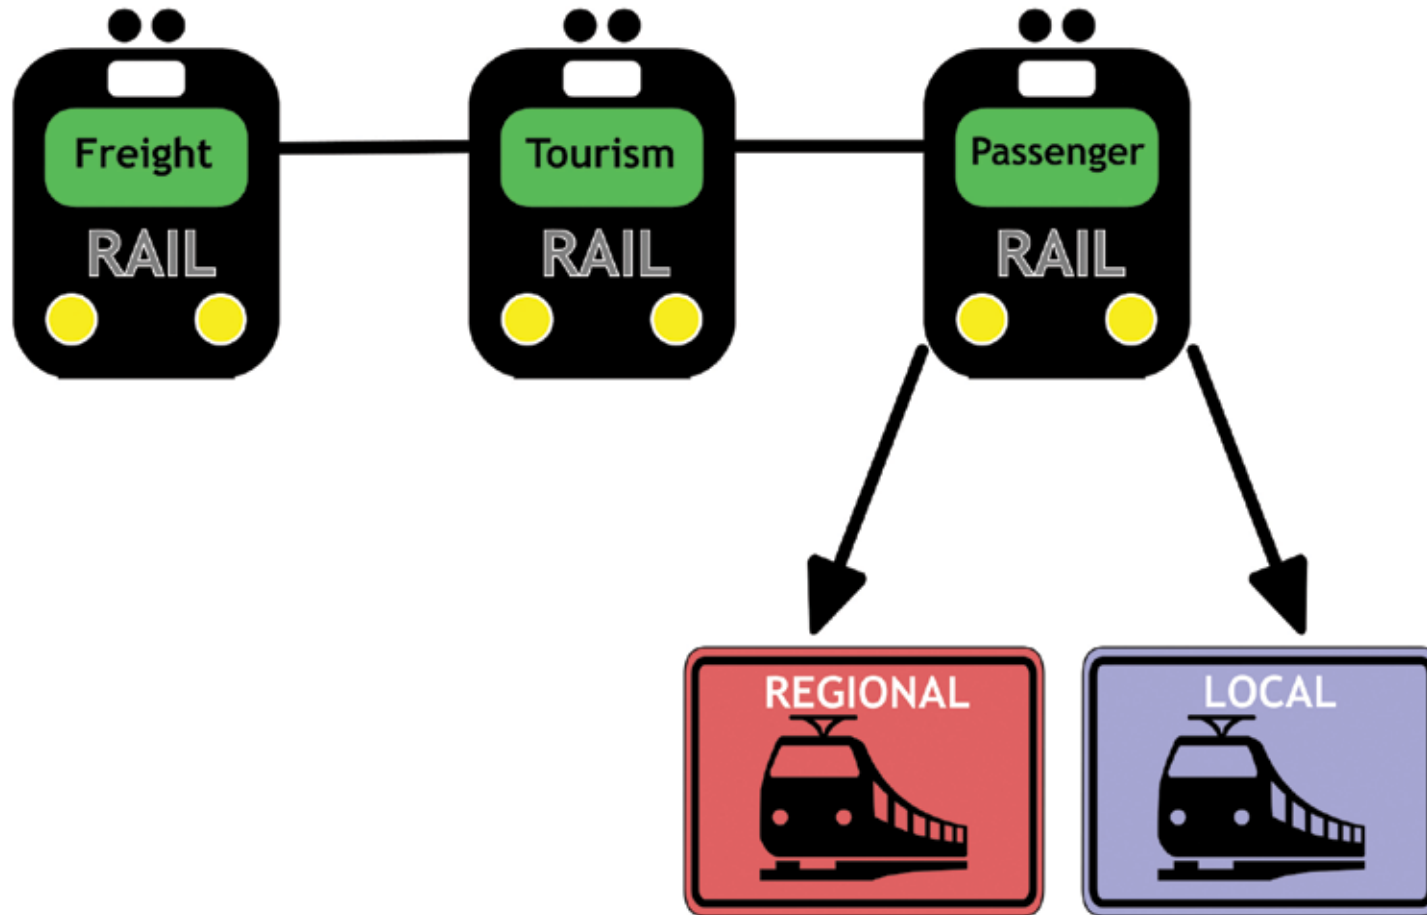 Freight
RAIL
Tourism
RAIL
Passenger
RAIL
REGIONAL
LOCAL